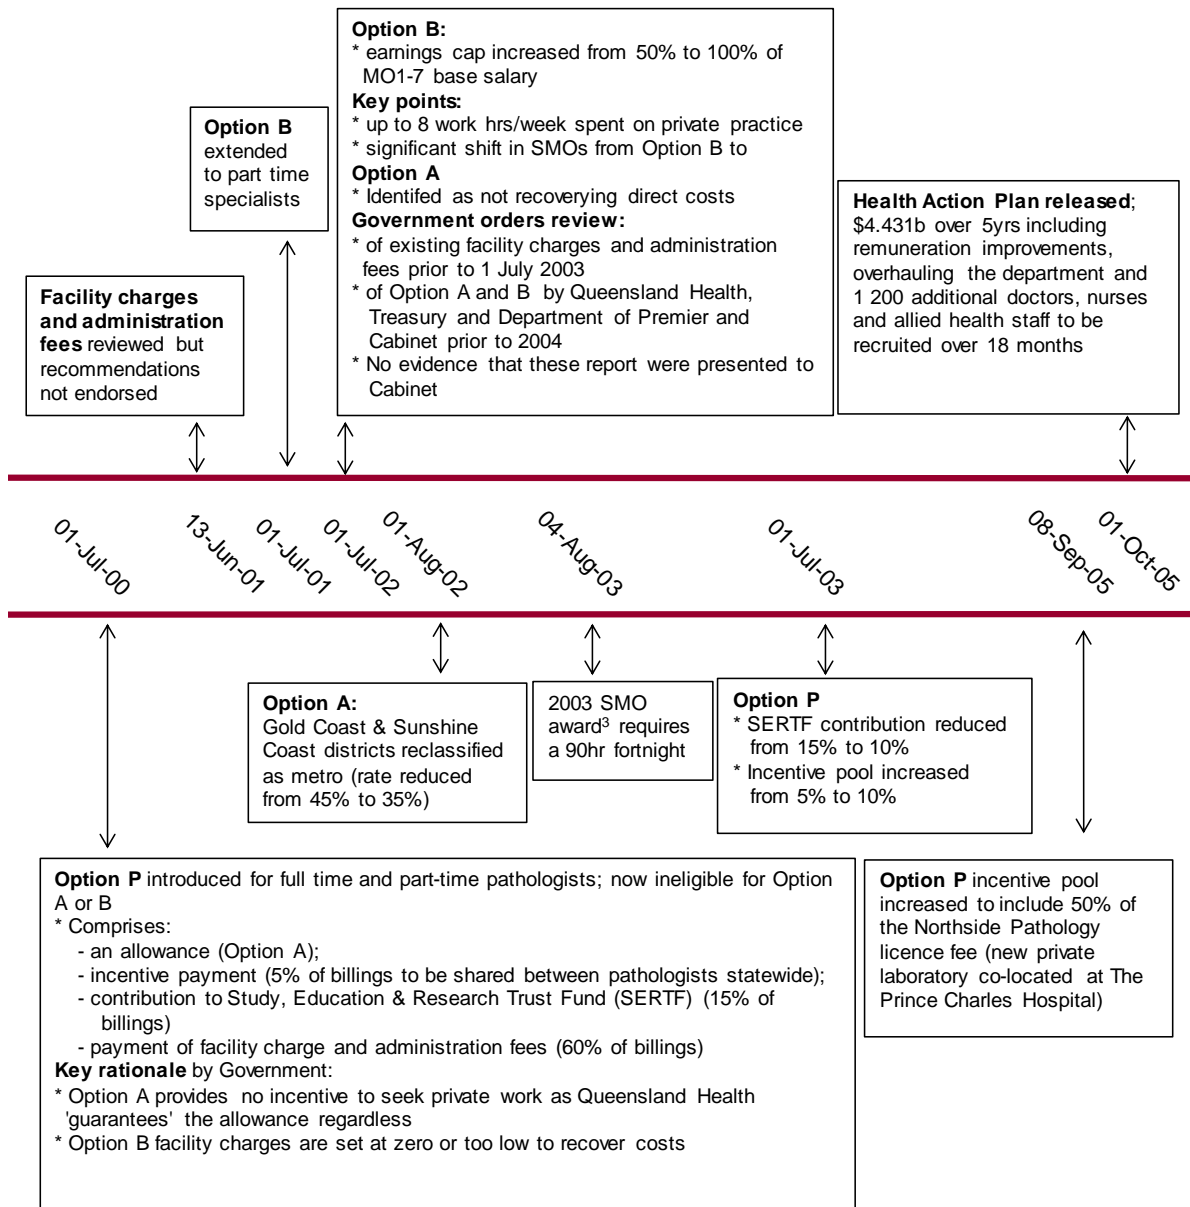 Option B:
* earnings cap increased from 50% to 100% of
MO1-7 base salary
Key points:
* up to 8 work hrs/week spent on private practice
* significant shift in SMOs from Option B to
Option A
* Identifed as not recoverying direct costs
Government orders review:
* of existing facility charges and administration
fees prior to 1 July 2003
* of Option A and B by Queensland Health,
Treasury and Department of Premier and
Cabinet prior to 2004
* No evidence that these report were presented to
Cabinet
Option B
extended
to part time
specialists
Health Action Plan released;
$4.431b over 5yrs including
remuneration improvements,
overhauling the department and
1 200 additional doctors, nurses
and allied health staff to be
recruited over 18 months
Facility charges
and administration
fees reviewed but
recommendations
not endorsed
01-Jul-00
13-Jun-01
01-Jul-01
01-Jul-02
01-Aug-02
04-Aug-03
01-Jul-03
08-Sep-05
01-Oct-05
Option A:
Gold Coast & Sunshine
Coast districts reclassified
as metro (rate reduced
from 45% to 35%)
2003 SMO
award³ requires
a 90hr fortnight
Option P
* SERTF contribution reduced
from 15% to 10%
* Incentive pool increased
from 5% to 10%
Option P introduced for full time and part-time pathologists; now ineligible for Option
A or B
* Comprises:
- an allowance (Option A);
- incentive payment (5% of billings to be shared between pathologists statewide);
- contribution to Study, Education & Research Trust Fund (SERTF) (15% of
billings)
- payment of facility charge and administration fees (60% of billings)
Key rationale by Government:
* Option A provides no incentive to seek private work as Queensland Health
'guarantees' the allowance regardless
* Option B facility charges are set at zero or too low to recover costs
Option P incentive pool
increased to include 50% of
the Northside Pathology
licence fee (new private
laboratory co-located at The
Prince Charles Hospital)